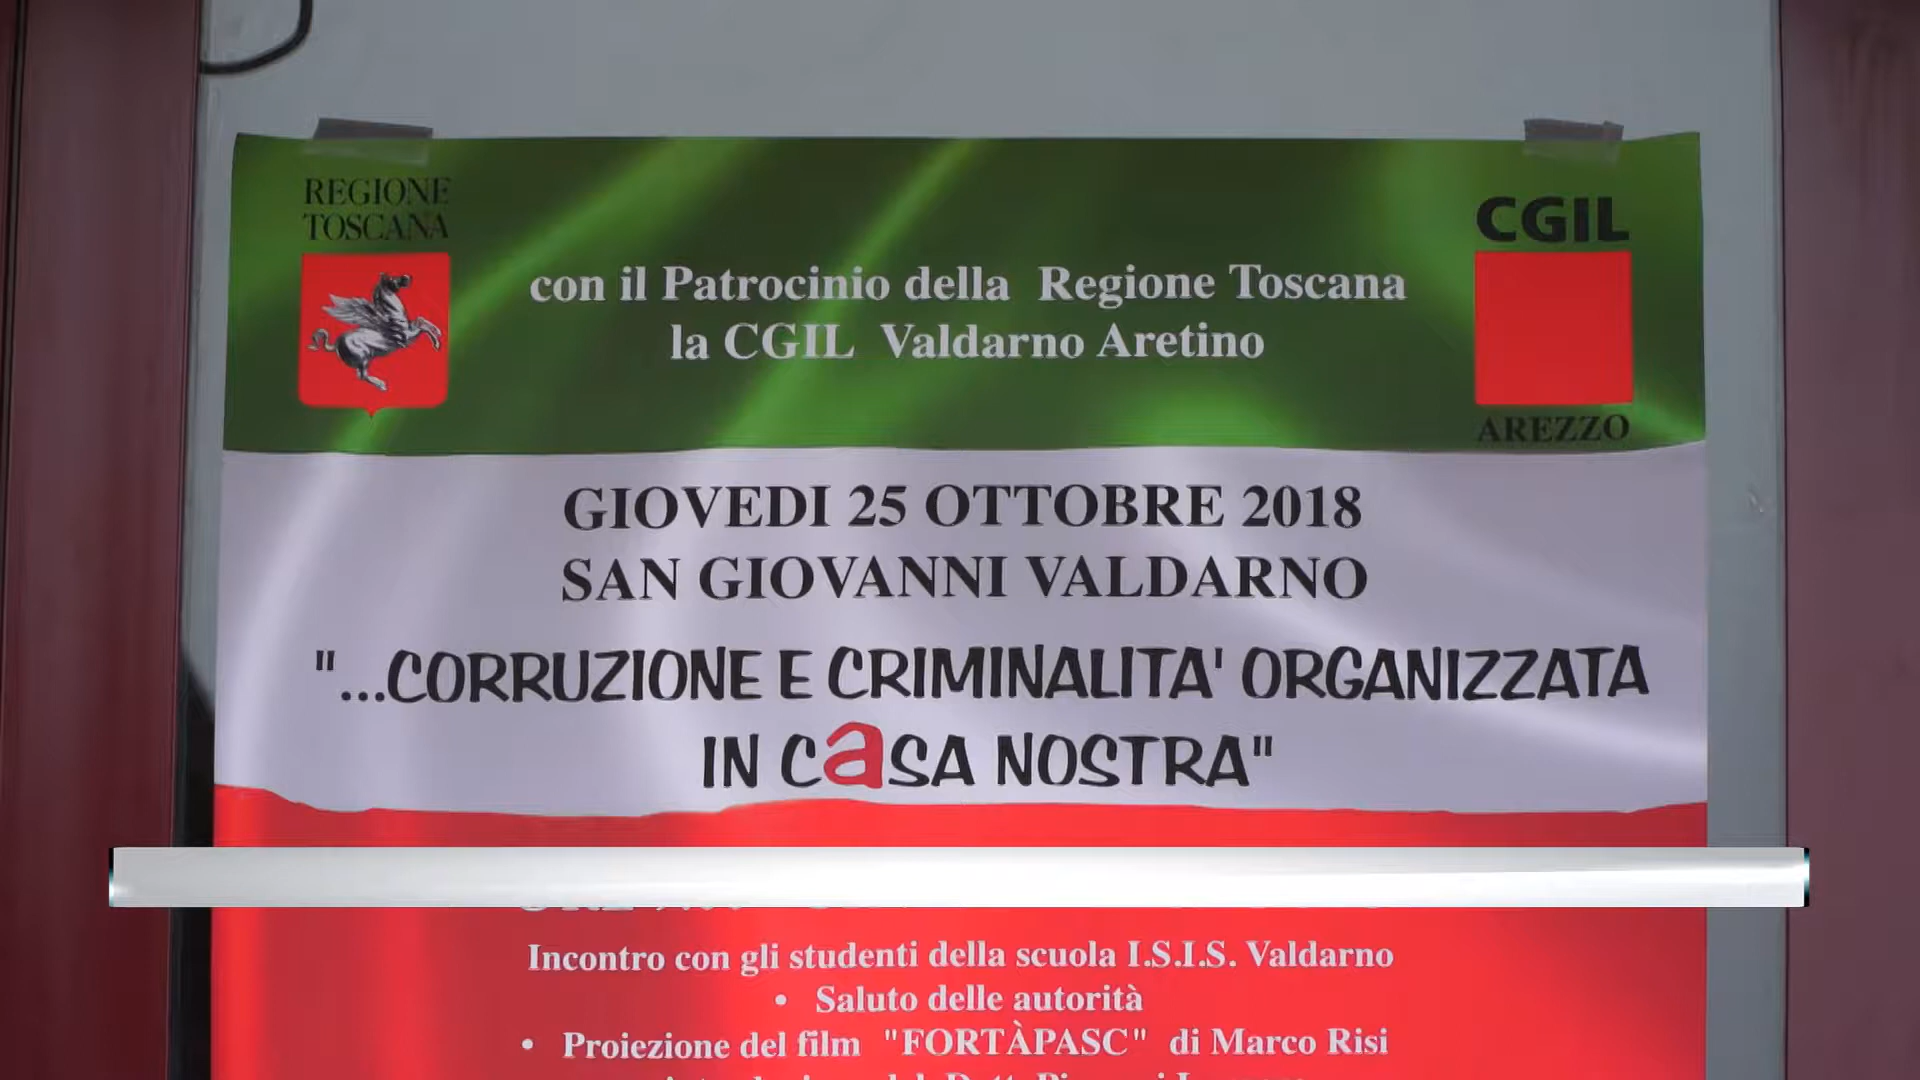 REGIONE
TOSCANA
CGIL
con il Patrocinio della Regione Toscana
la CGIL Valdarno Aretino
AREZZO
GIOVEDI 25 OTTOBRE 2018
SAN GIOVANNI VALDARNO
"...CORRUZIONE E CRIMINALITA' ORGANIZZATA
IN CaSA NOSTRA"
Incontro con gli studenti della scuola I.S.I.S. Valdarno
• Saluto delle autorità
• Proiezione del film "FORTÀPASC" di Marco Risi